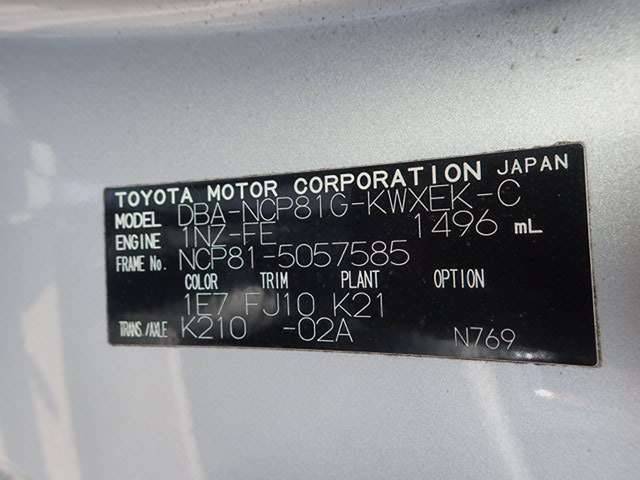 TOYOTA MOTOR CORPORATION JAPAN
MODEL DBA-NCP81G-KWXEK-C
ENGINE 1NZ-FE 1496 mL
FRAME No. NCP81-5057585
COLOR TRIM PLANT OPTION
1E7 FJ10 K21
TRANS/AXLE K210 -02A N769